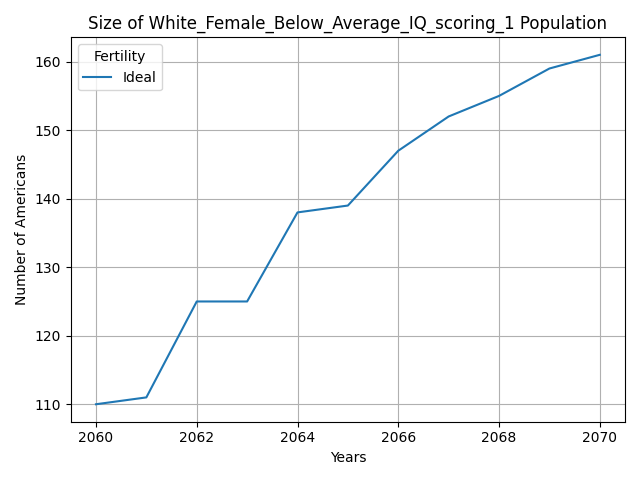 Size of White_Female_Below_Average_IQ_scoring_1 Population
Fertility
Ideal
160
150
140
130
120
110
Number of Americans
2060 2062 2064 2066 2068 2070
Years